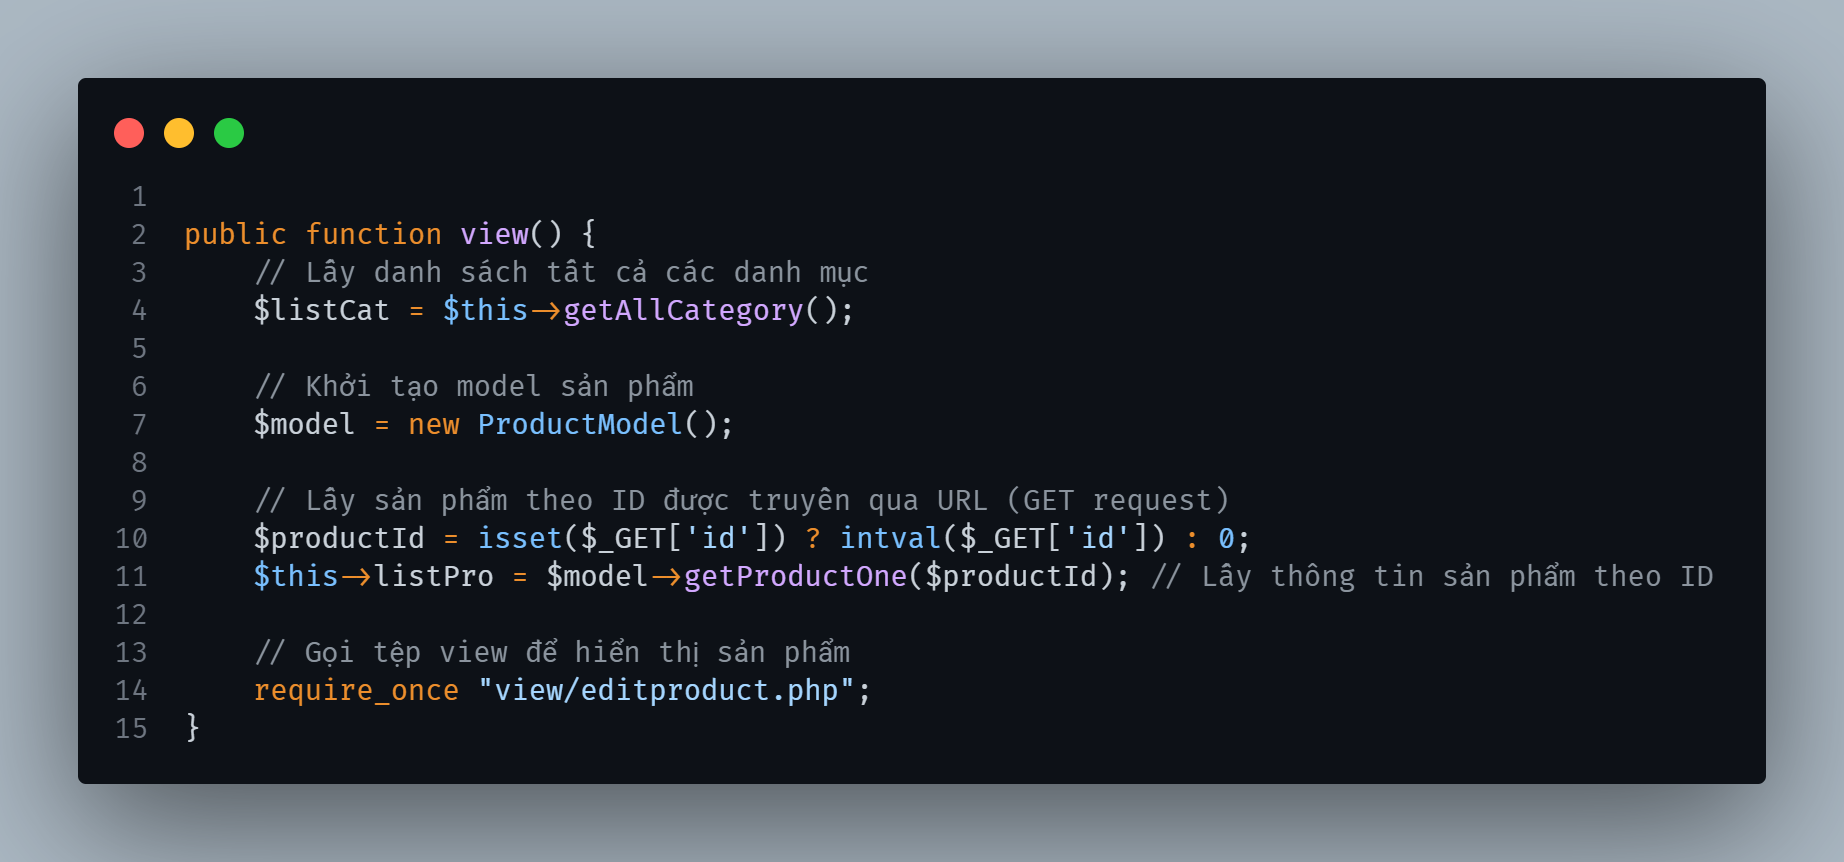 1
2 public function view() {
3 // Lấy danh sách tất cả các danh mục
4 $listCat = $this->getAllCategory();
5
6 // Khởi tạo model sản phẩm
7 $model = new ProductModel();
8
9 // Lấy sản phẩm theo ID được truyền qua URL (GET request)
10 $productId = isset($_GET['id']) ? intval($_GET['id']) : 0;
11 $this->listPro = $model->getProductOne($productId); // Lấy thông tin sản phẩm theo ID
12
13 // Gọi tệp view để hiển thị sản phẩm
14 require_once "view/editproduct.php";
15 }